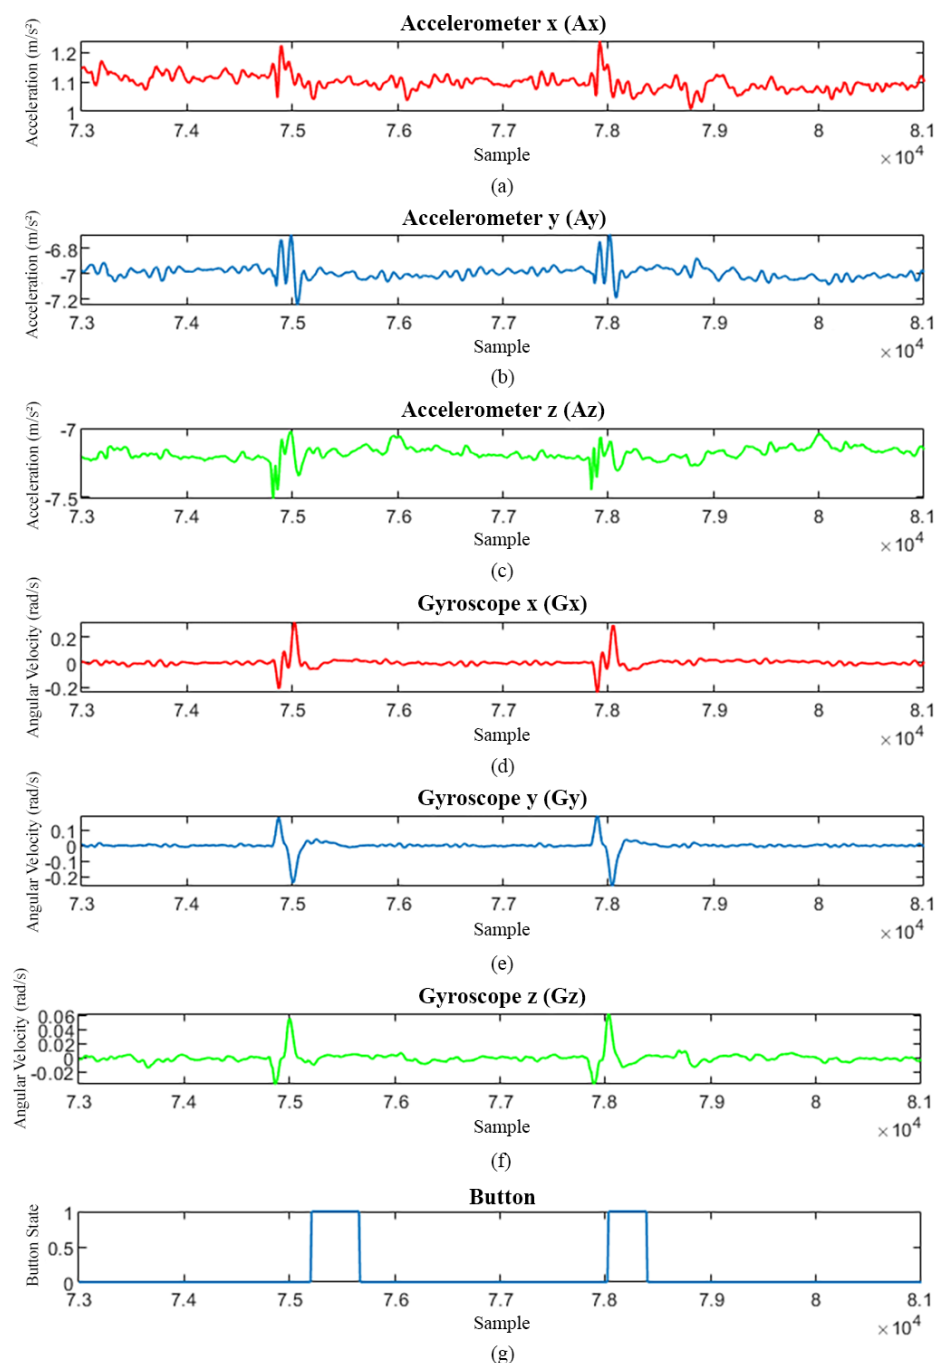 Accelerometer x (Ax)
Acceleration (m/s²)
1.2
1.1
1
7.3 7.4 7.5 7.6 7.7 7.8 7.9 8 8.1
Sample
×10⁴
(a)
Accelerometer y (Ay)
Acceleration (m/s²)
-6.8
-7
-7.2
7.3 7.4 7.5 7.6 7.7 7.8 7.9 8 8.1
Sample
×10⁴
(b)
Accelerometer z (Az)
Acceleration (m/s²)
-7
-7.5
7.3 7.4 7.5 7.6 7.7 7.8 7.9 8 8.1
Sample
×10⁴
(c)
Gyroscope x (Gx)
Angular Velocity (rad/s)
0.2
0
-0.2
7.3 7.4 7.5 7.6 7.7 7.8 7.9 8 8.1
Sample
×10⁴
(d)
Gyroscope y (Gy)
Angular Velocity (rad/s)
0.1
0
-0.1
-0.2
7.3 7.4 7.5 7.6 7.7 7.8 7.9 8 8.1
Sample
×10⁴
(e)
Gyroscope z (Gz)
Angular Velocity (rad/s)
0.06
0.04
0.02
0
-0.02
7.3 7.4 7.5 7.6 7.7 7.8 7.9 8 8.1
Sample
×10⁴
(f)
Button
Button State
1
0.5
0
7.3 7.4 7.5 7.6 7.7 7.8 7.9 8 8.1
Sample
×10⁴
(g)